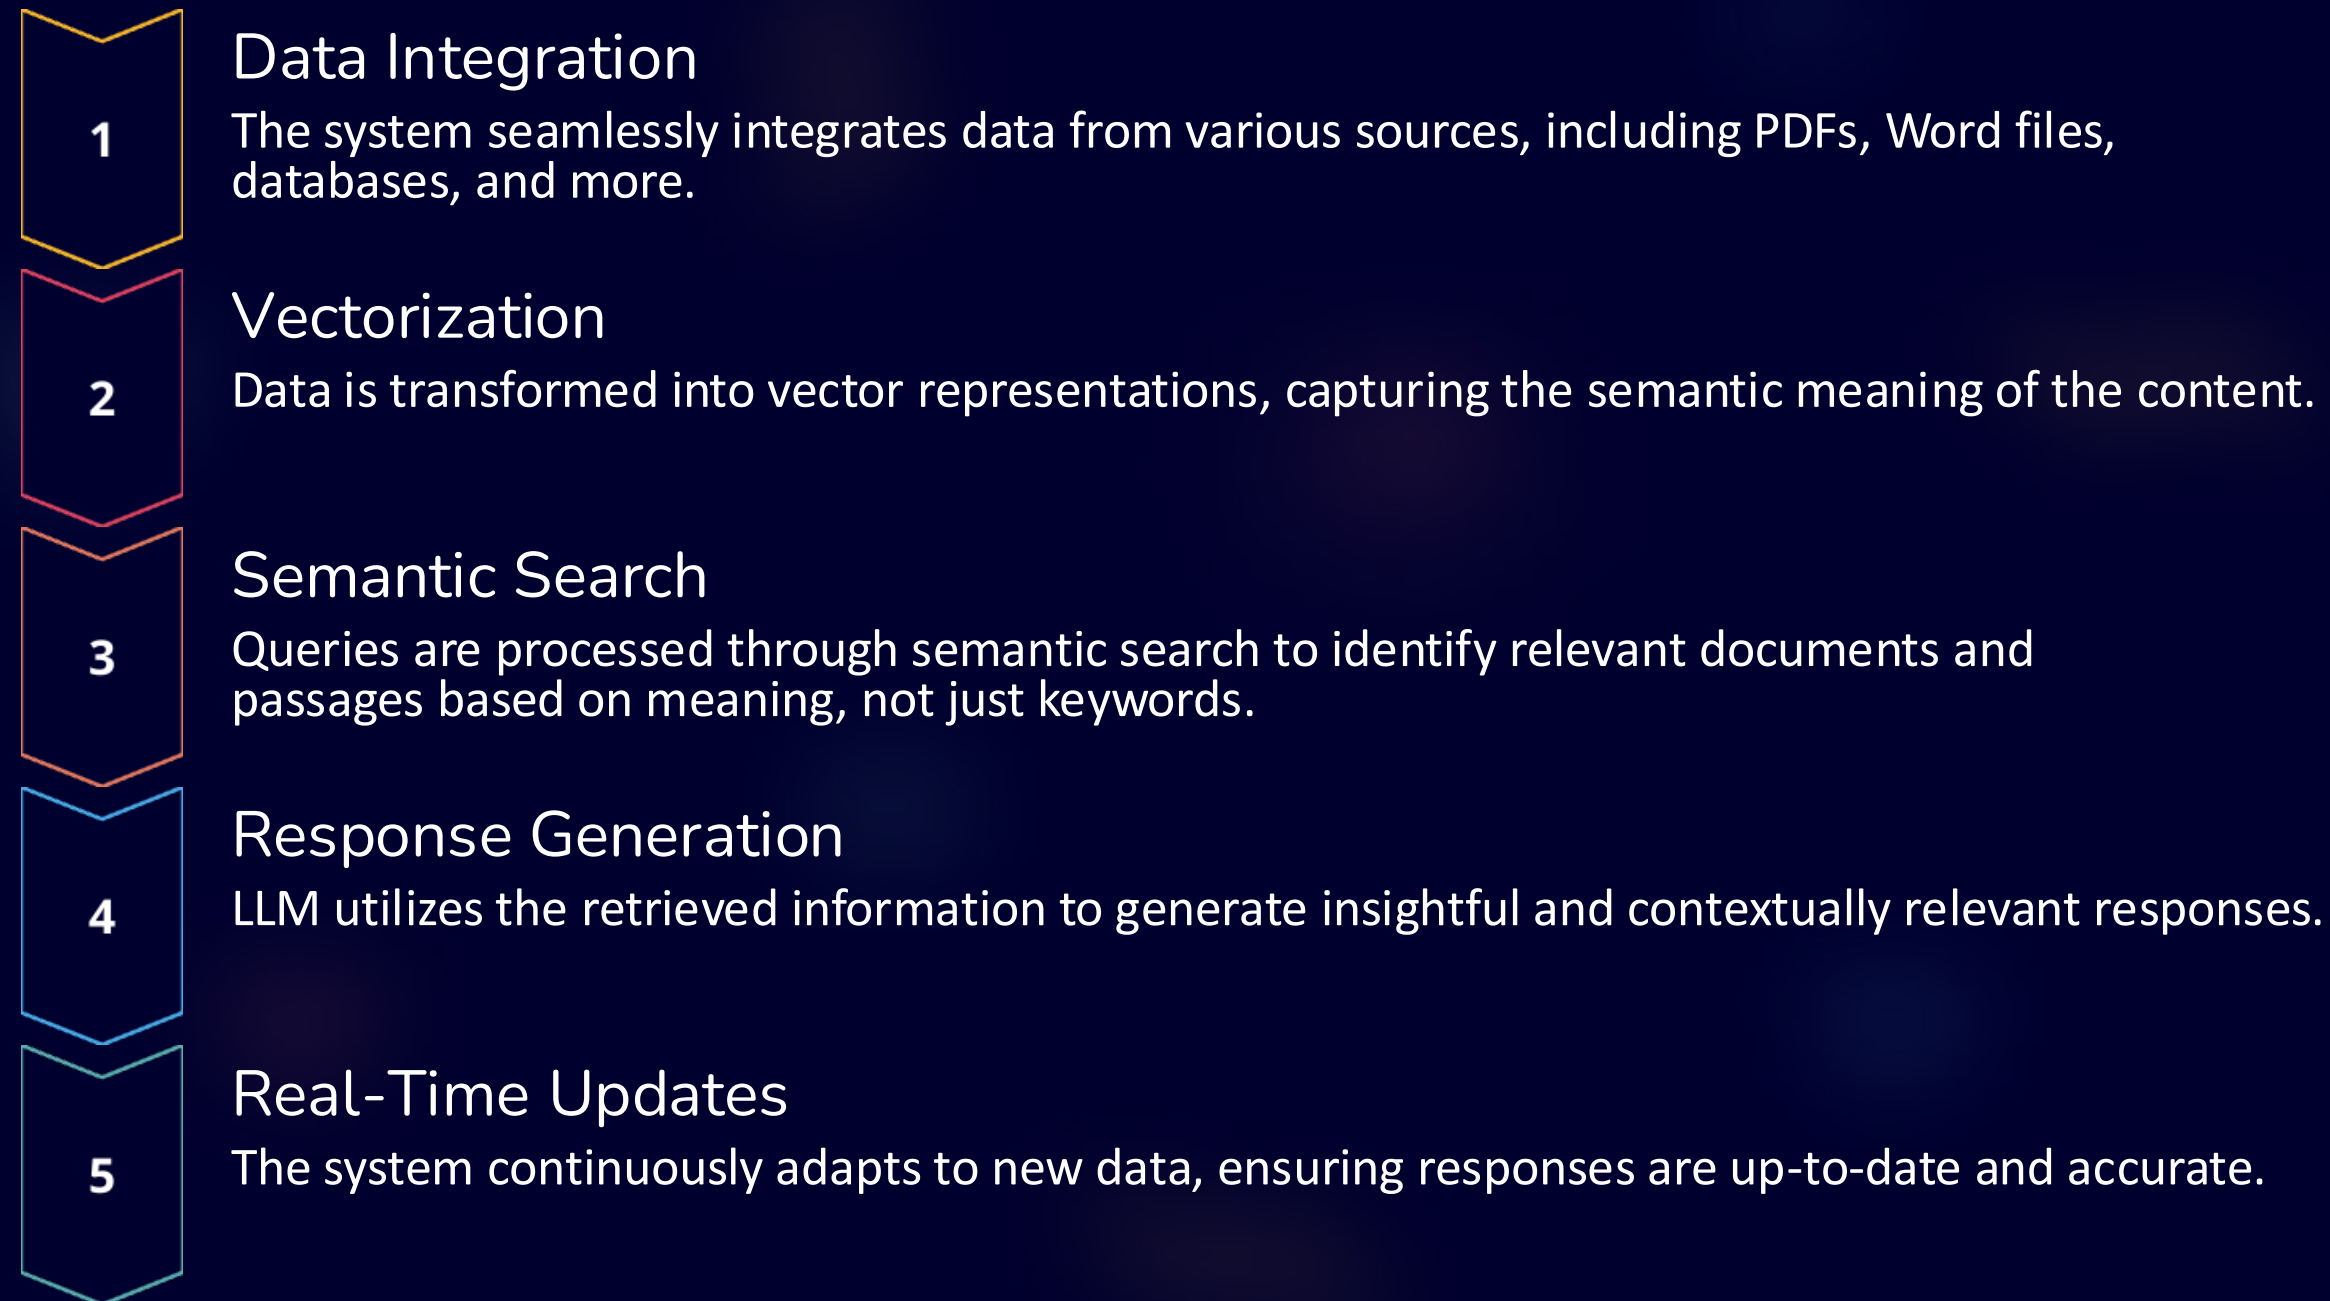 1
Data Integration
The system seamlessly integrates data from various sources, including PDFs, Word files,
databases, and more.
2
Vectorization
Data is transformed into vector representations, capturing the semantic meaning of the content.
3
Semantic Search
Queries are processed through semantic search to identify relevant documents and
passages based on meaning, not just keywords.
4
Response Generation
LLM utilizes the retrieved information to generate insightful and contextually relevant responses.
5
Real-Time Updates
The system continuously adapts to new data, ensuring responses are up-to-date and accurate.